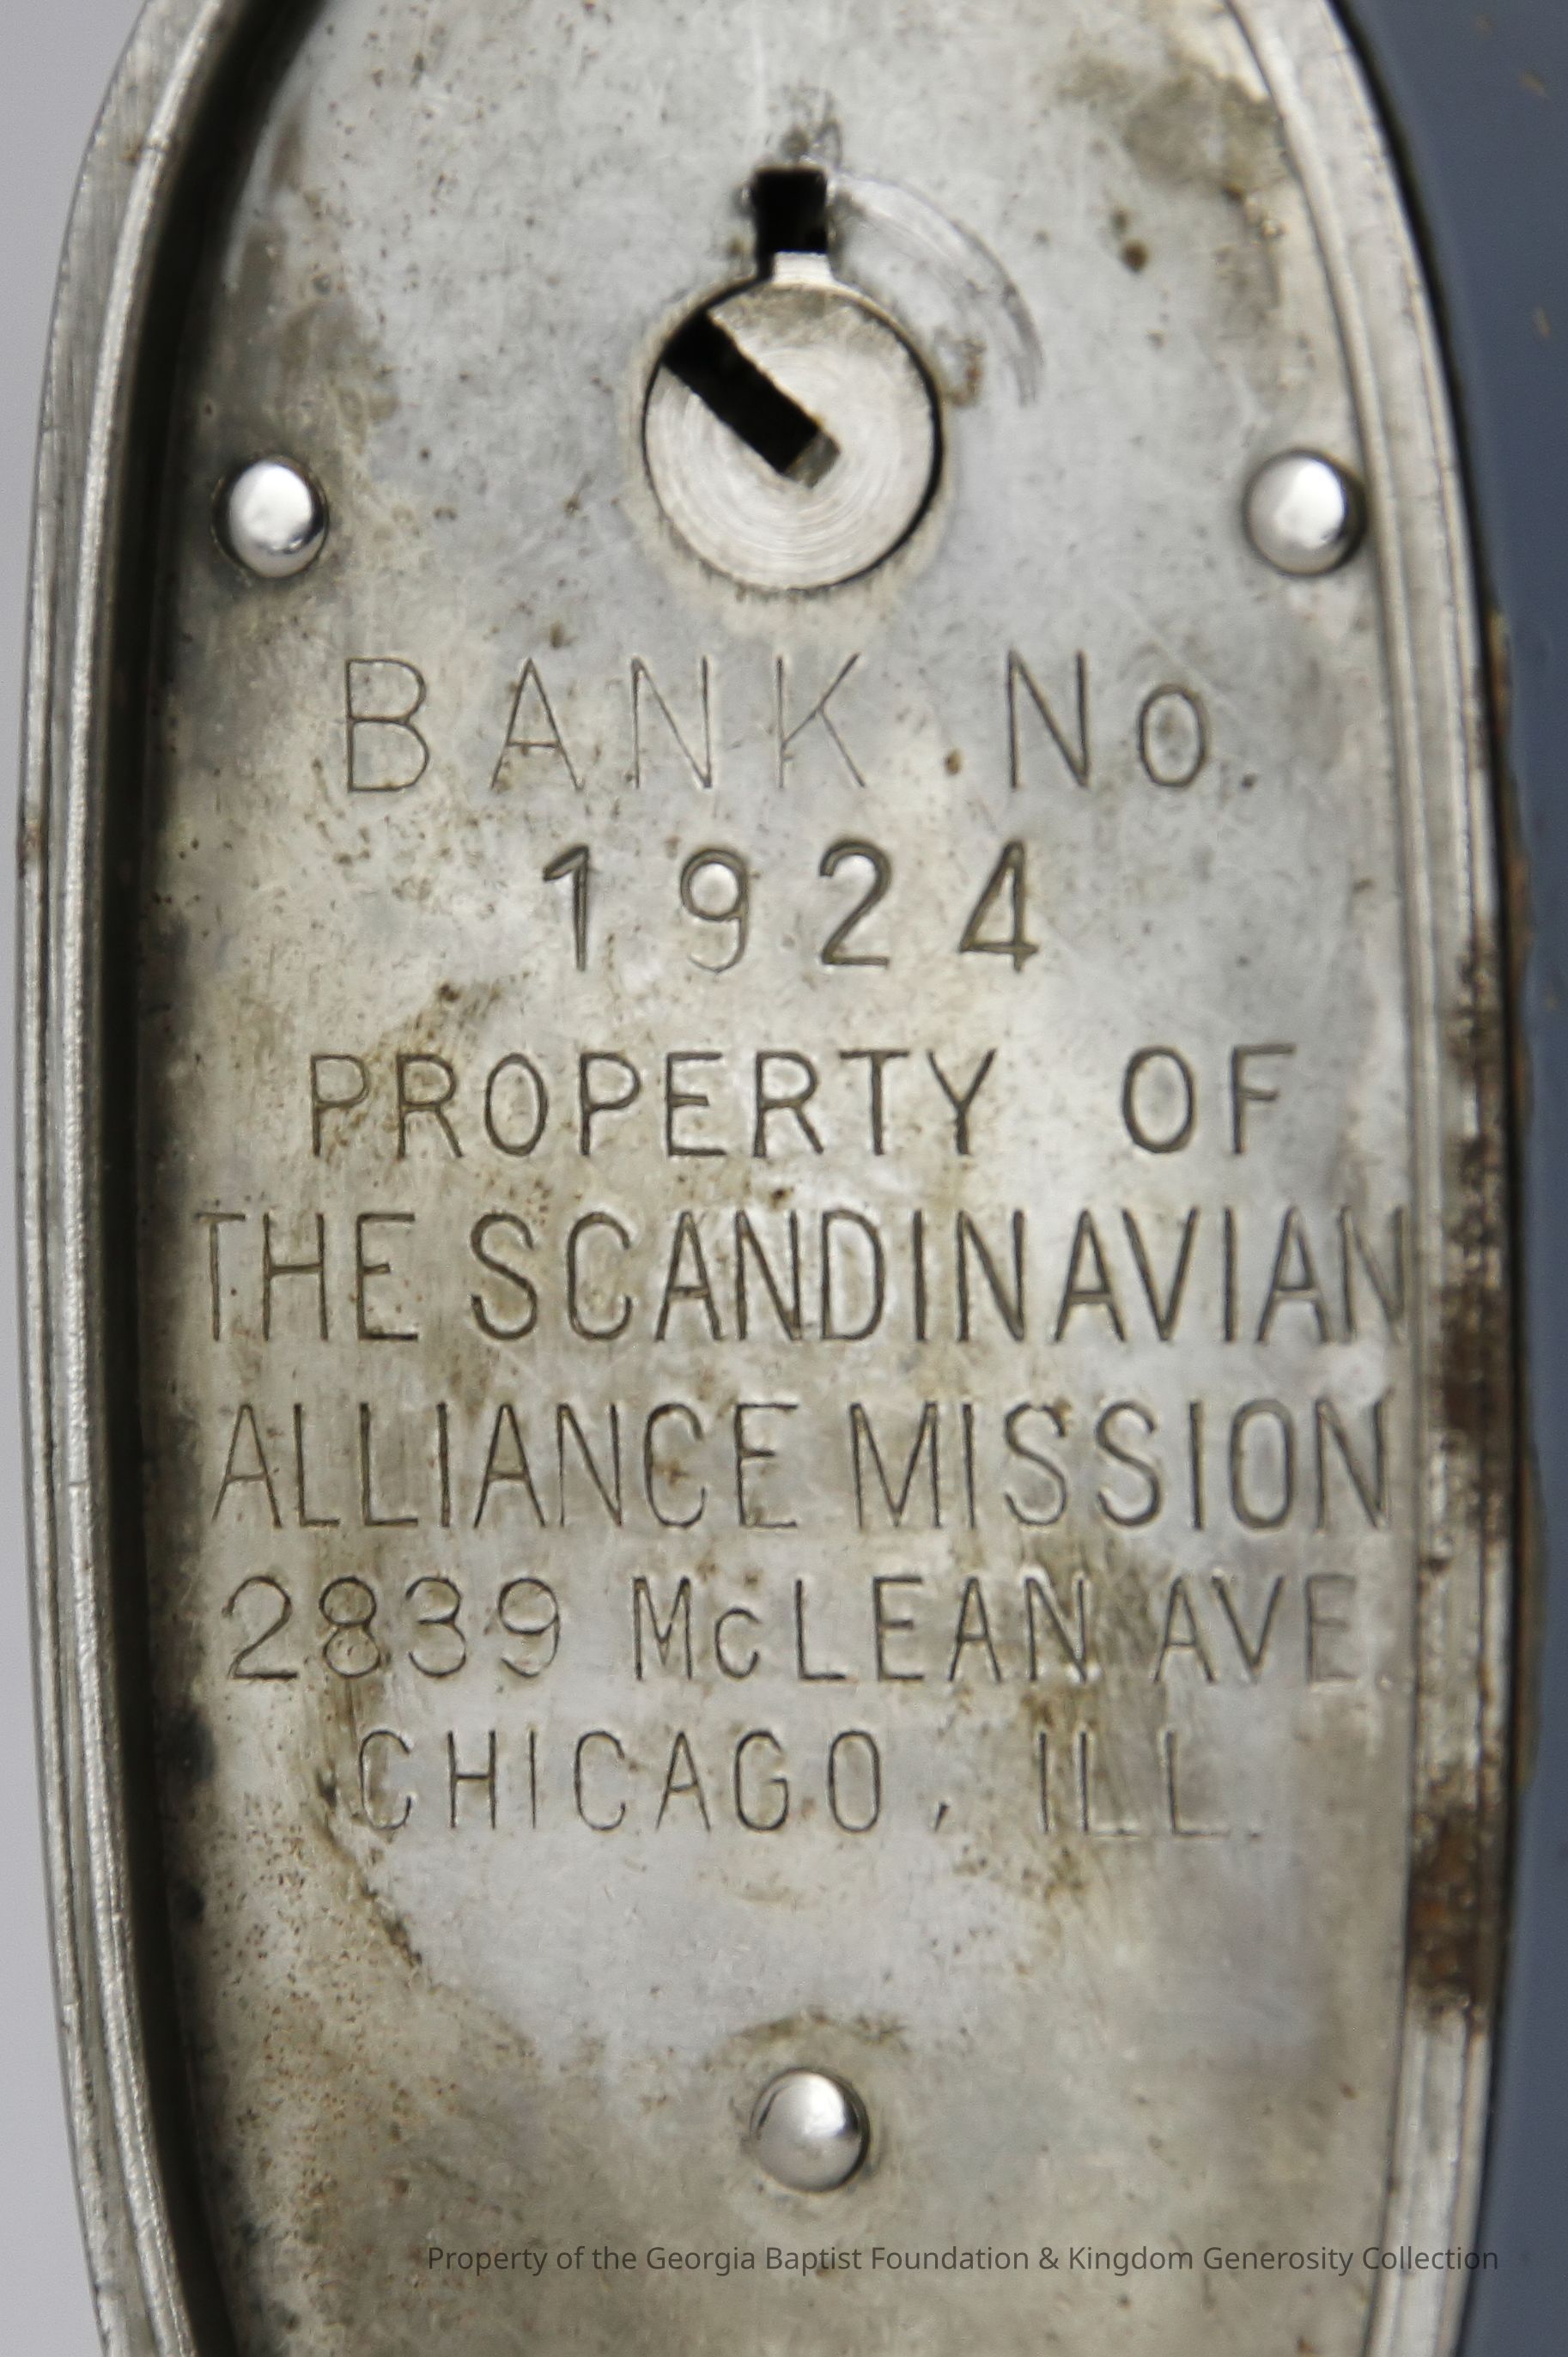 BANK No.
1924
PROPERTY OF
THE SCANDINAVIAN
ALLIANCE MISSION
2839 McLEAN AVE.
CHICAGO, ILL.
Property of the Georgia Baptist Foundation & Kingdom Generosity Collection